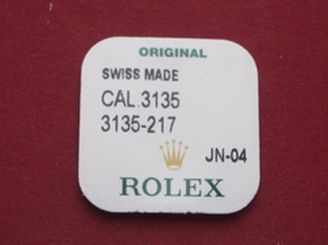 ORIGINAL
SWISS MADE
CAL.3135
3135-217
JN-04
ROLEX